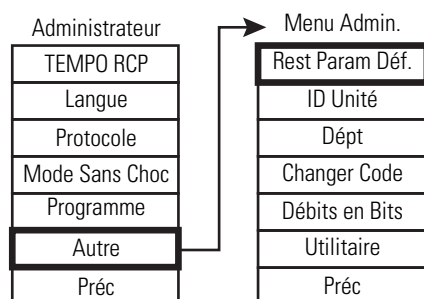 Administrateur
TEMPO RCP
Langue
Protocole
Mode Sans Choc
Programme
Autre
Préc
Menu Admin.
Rest Param Déf.
ID Unité
Dépt
Changer Code
Débits en Bits
Utilitaire
Préc